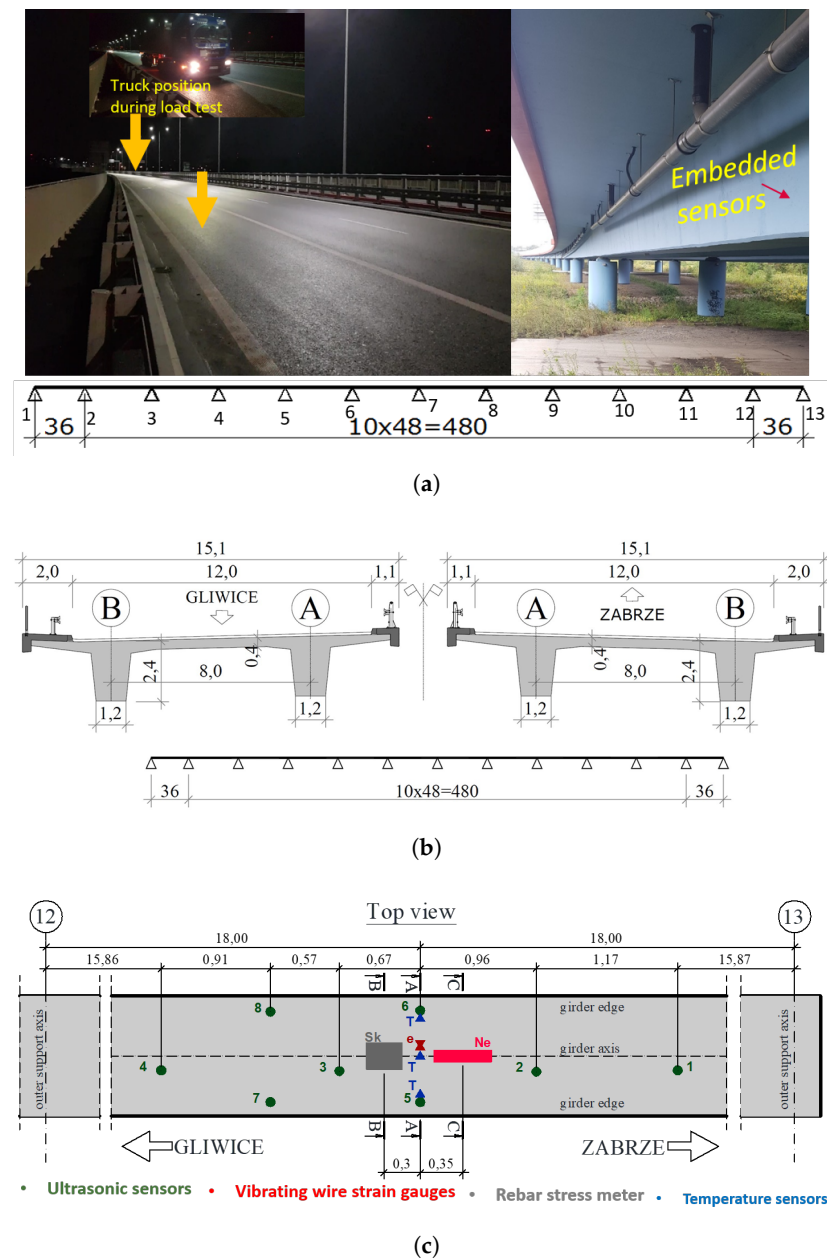 Truck position
during load test
Embedded
sensors
1 2 3 4 5 6 7 8 9 10 11 12 13
36 10x48=480 36
(a)
15,1 15,1
2,0 12,0 1,1 1,1 12,0 2,0
B GLIWICE A A ZABRZE B
2,4 8,0 0,4 0,4 8,0 2,4
1,2 1,2 1,2 1,2
36 10x48=480 36
(b)
12 Top view 13
18,00 18,00
15,86 0,91 0,57 0,67 0,96 1,17 15,87
B A C
8 6 girder edge
T
Sk e Ne
outer support axis girder axis outer support axis
4 3 T 2 1
T
7 5 girder edge
B A C
GLIWICE ZABRZE
0,3 0,35
• Ultrasonic sensors • Vibrating wire strain gauges • Rebar stress meter • Temperature sensors
(c)